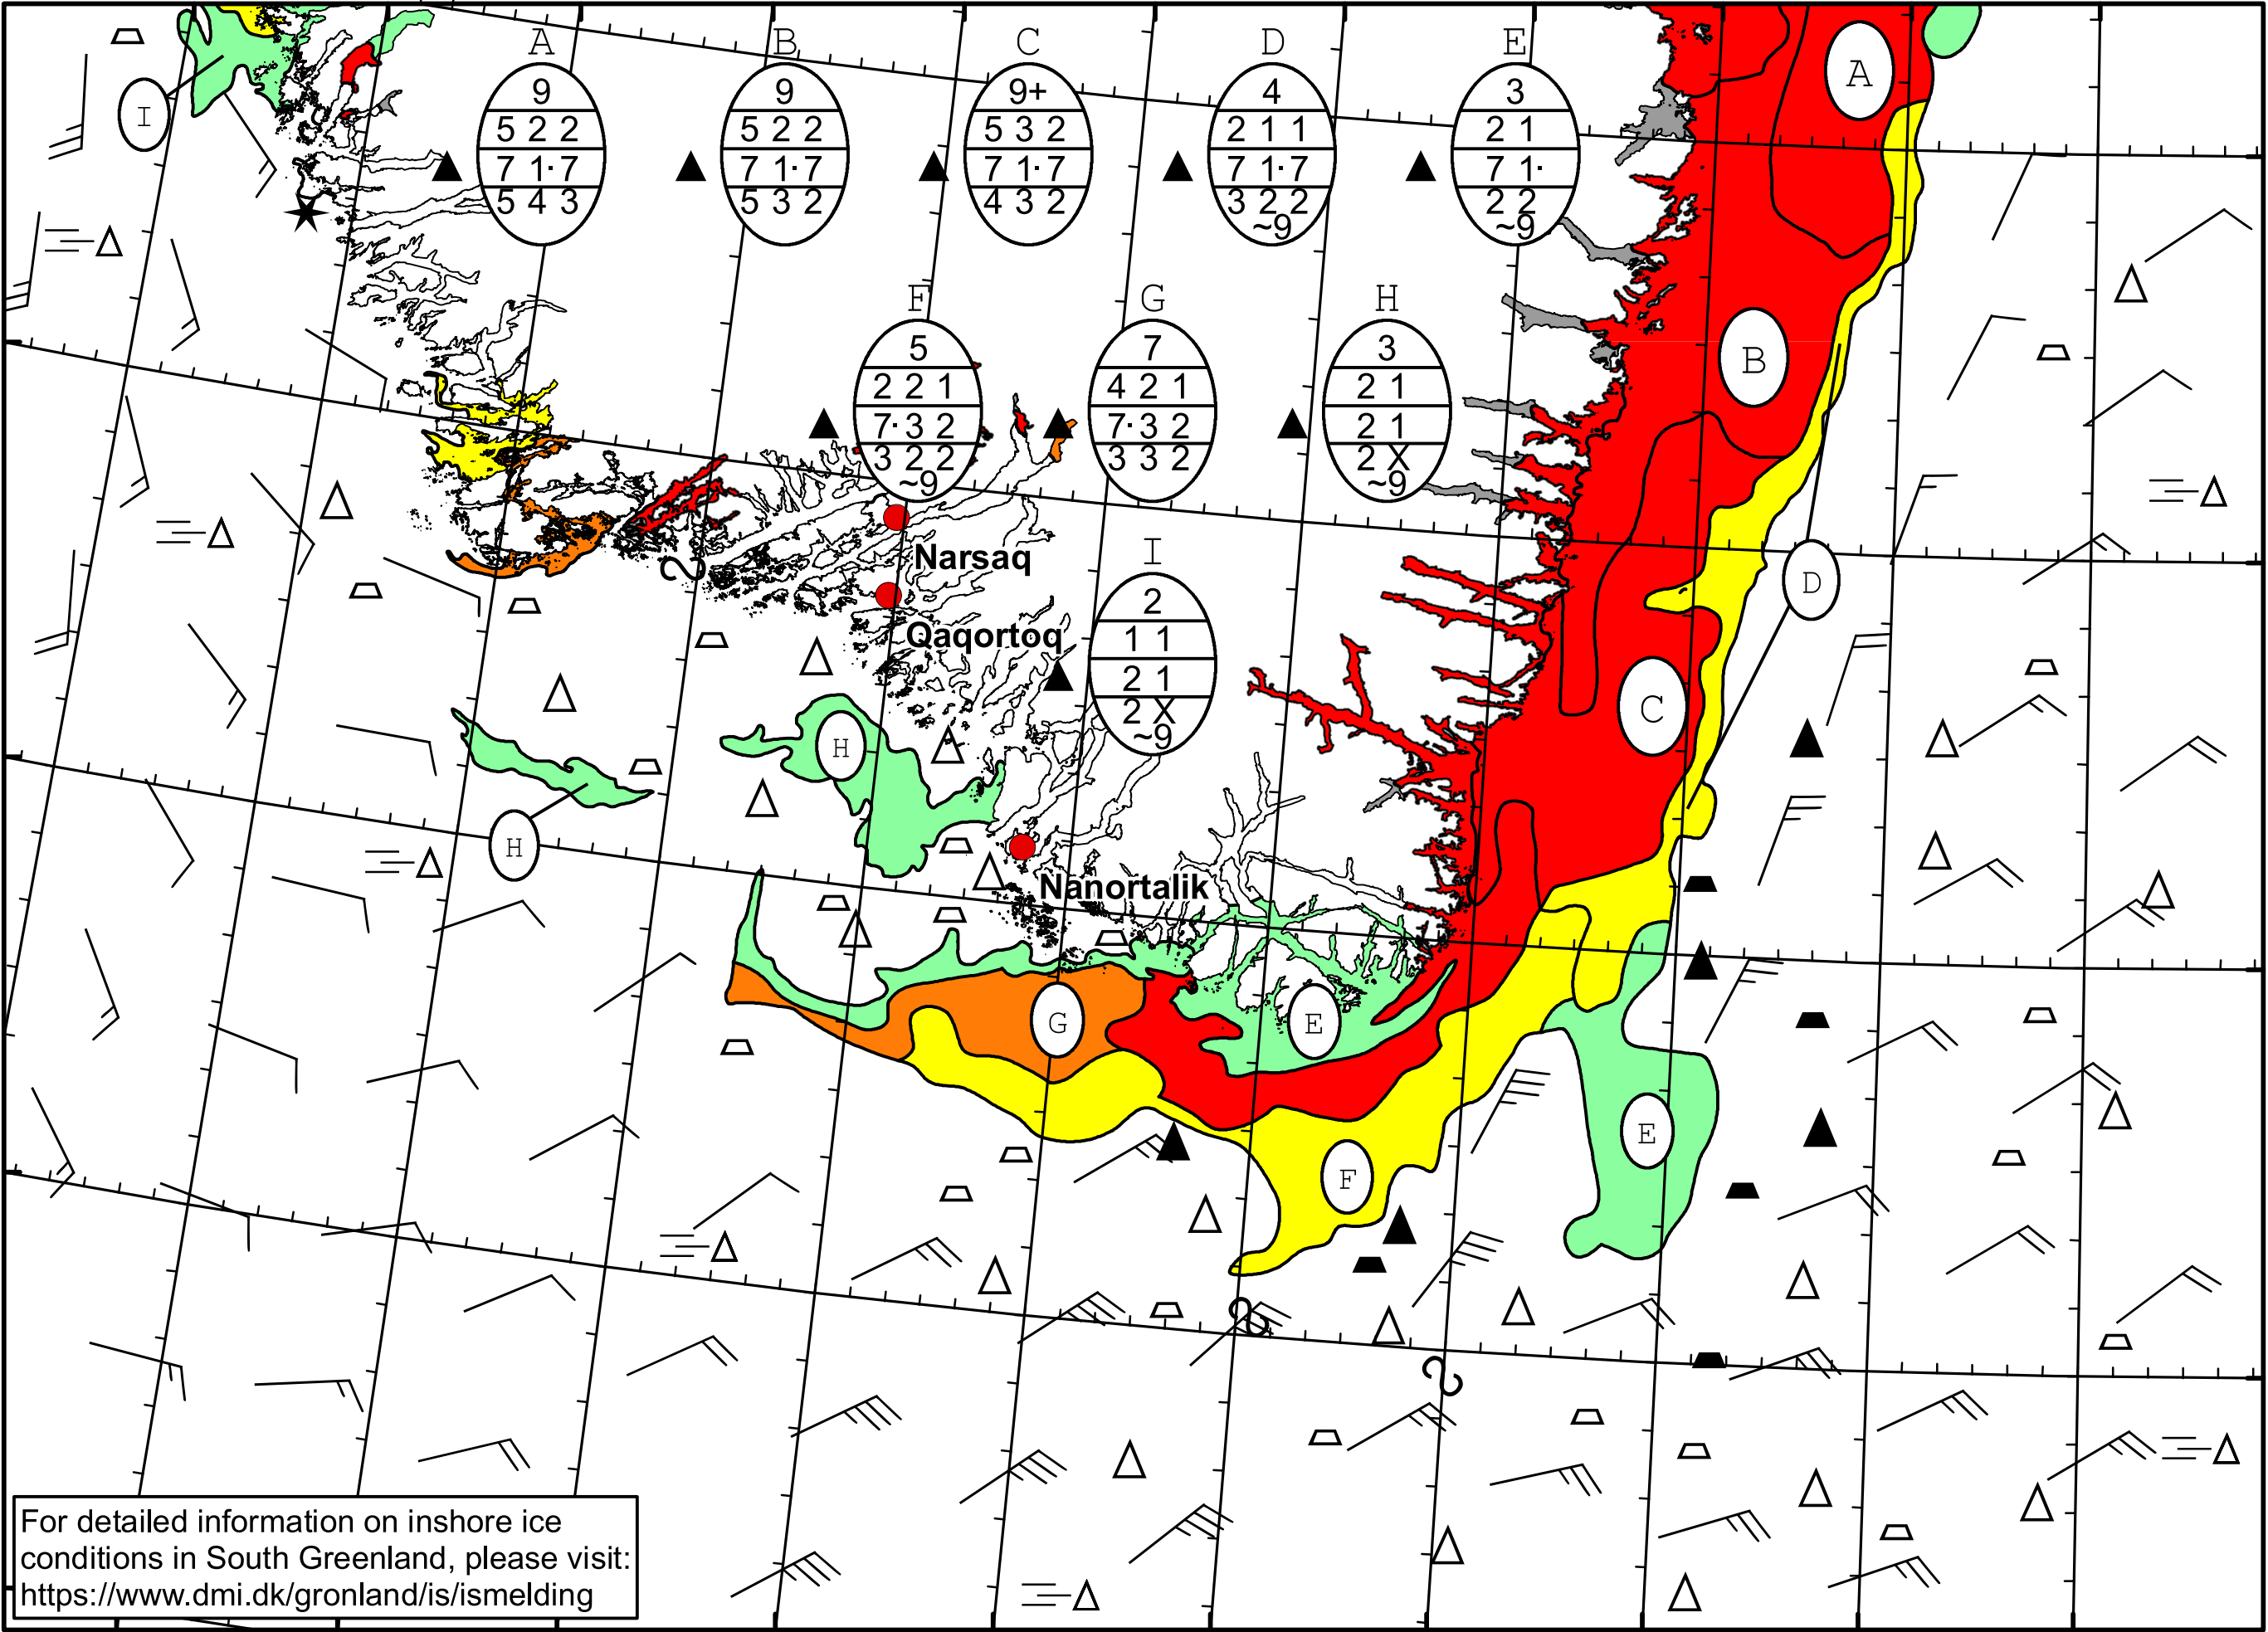 A B C D E
9 9 9+ 4 3
5 2 2 5 2 2 5 3 2 2 1 1 2 1
7 1·7 7 1·7 7 1·7 7 1·7 7 1·
5 4 3 5 3 2 4 3 2 3 2 2 2 2
~9 ~9
A
I
F G H
5 7 3
2 2 1 4 2 1 2 1
7·3 2 7·3 2 2 1
3 2 2 3 3 2 2 X
~9 ~9
B
Narsaq
I
2
1 1
2 1
2 X
~9
D
Qaqortoq
C
H
H
Nanortalik
G
E
E
F
For detailed information on inshore ice
conditions in South Greenland, please visit:
https://www.dmi.dk/gronland/is/ismelding